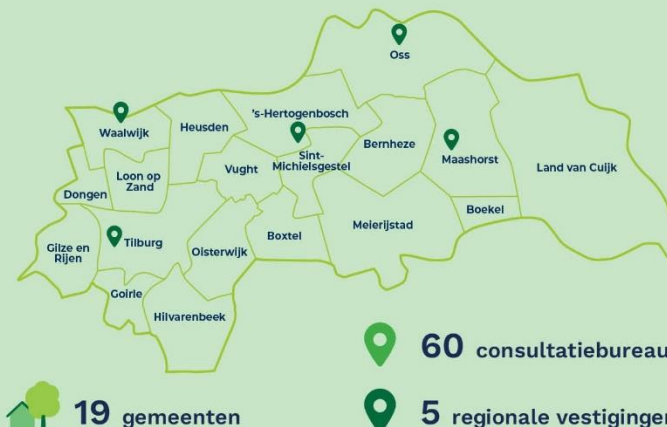 Oss
's-Hertogenbosch
Waalwijk
Heusden
Sint-
Michielsgestel
Bernheze
Maashorst
Land van Cuijk
Vught
Loon op
Zand
Dongen
Boekel
Meierijstad
Boxtel
Tilburg
Oisterwijk
Gilze en
Rijen
Goirle
Hilvarenbeek
60 consultatiebureau
19 gemeenten
5 regionale vestigingen